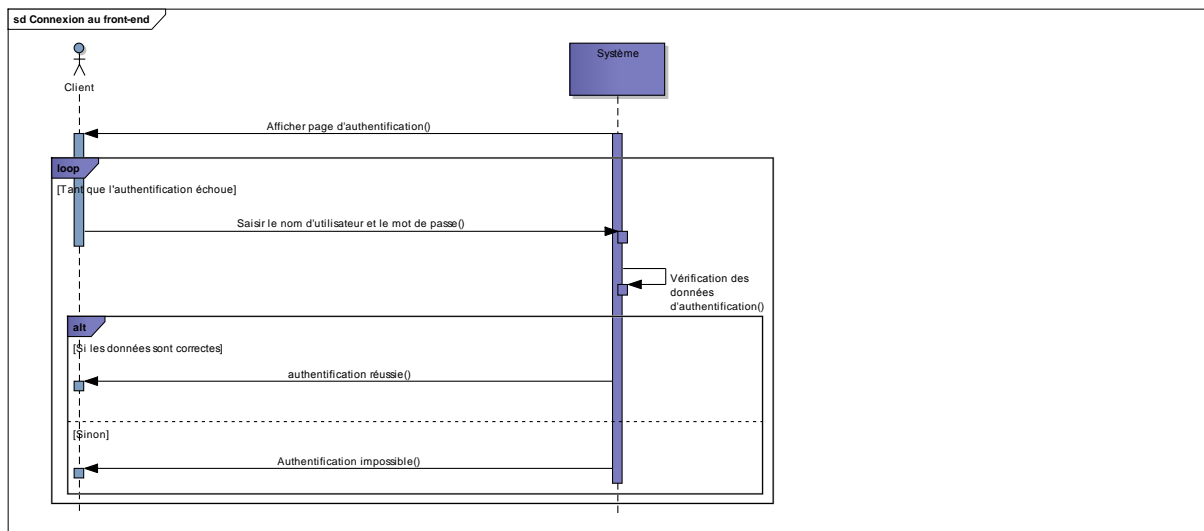 sd Connexion au front-end
Système
Client
Afficher page d'authentification()
loop
[Tant que l'authentification échoue]
Saisir le nom d'utilisateur et le mot de passe()
Vérification des
données
d'authentification()
alt
[Si les données sont correctes]
authentification réussie()
[Sinon]
Authentification impossible()